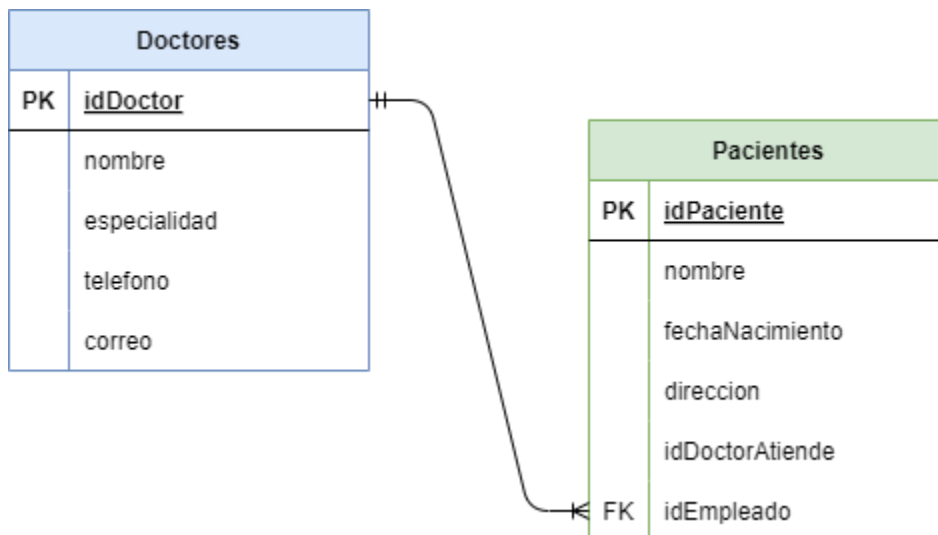 Doctores
PK idDoctor
nombre
especialidad
telefono
correo
Pacientes
PK idPaciente
nombre
fechaNacimiento
direccion
idDoctorAtiende
FK idEmpleado